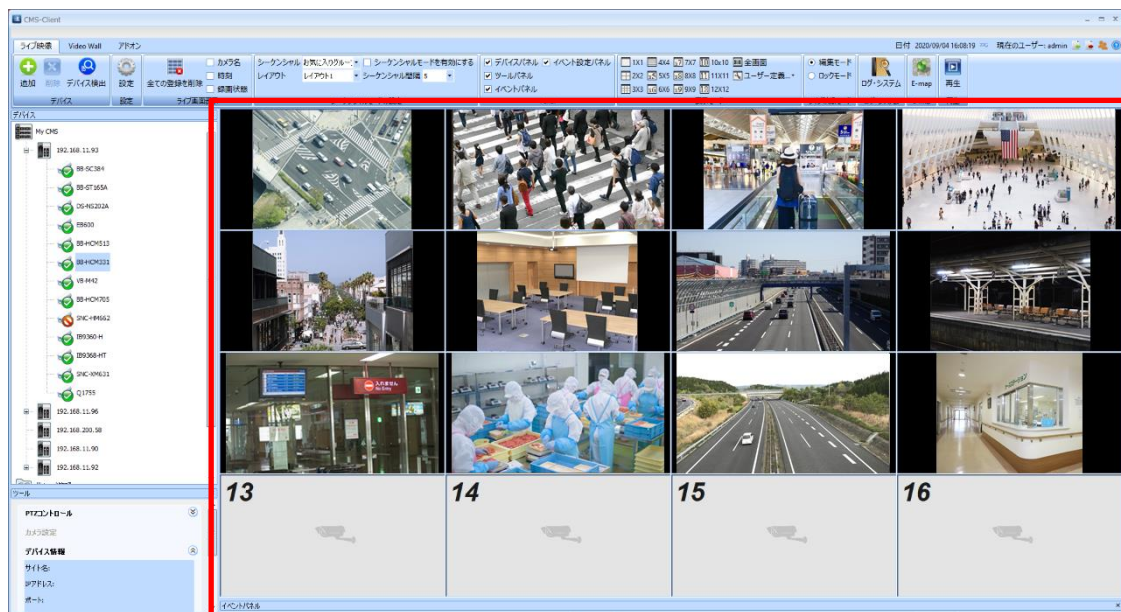 CMS-Client
ライブ映像 Video Wall アドオン
日付 2020/09/04 16:08:19 現在のユーザー: admin
カメラ名 シーケンシャル お気に入りグループ シーケンシャルモードを有効にする デバイスパネル イベント設定パネル 1X1 4X4 7X7 10x10 全画面 編集モード
追加 削除 デバイス検出 設定 全ての登録を削除 時刻 レイアウト レイアウト1 シーケンシャル間隔 5 ツールパネル 2X2 5X5 8X8 11X11 ユーザー定義... ロックモード ログ・システム E-map 再生
録画状態 イベントパネル 3X3 6X6 9X9 12X12
デバイス 設定
デバイス
My CMS
192.168.11.93
BB-SC384
BB-ST165A
DS-NS202A
EB600
BB-HCM513
BB-HCM331
VB-M42
BB-HCM705
SNC-HM662
IB9360-H
IB9368-HT
SNC-XM631
Q1755
192.168.11.96
192.168.200.58
192.168.11.90
192.168.11.92
入れません
No Entry
13 14 15 16
ツール
PTZコントロール
カメラ設定
デバイス情報
サイト名:
IPアドレス:
ポート:
イベントパネル